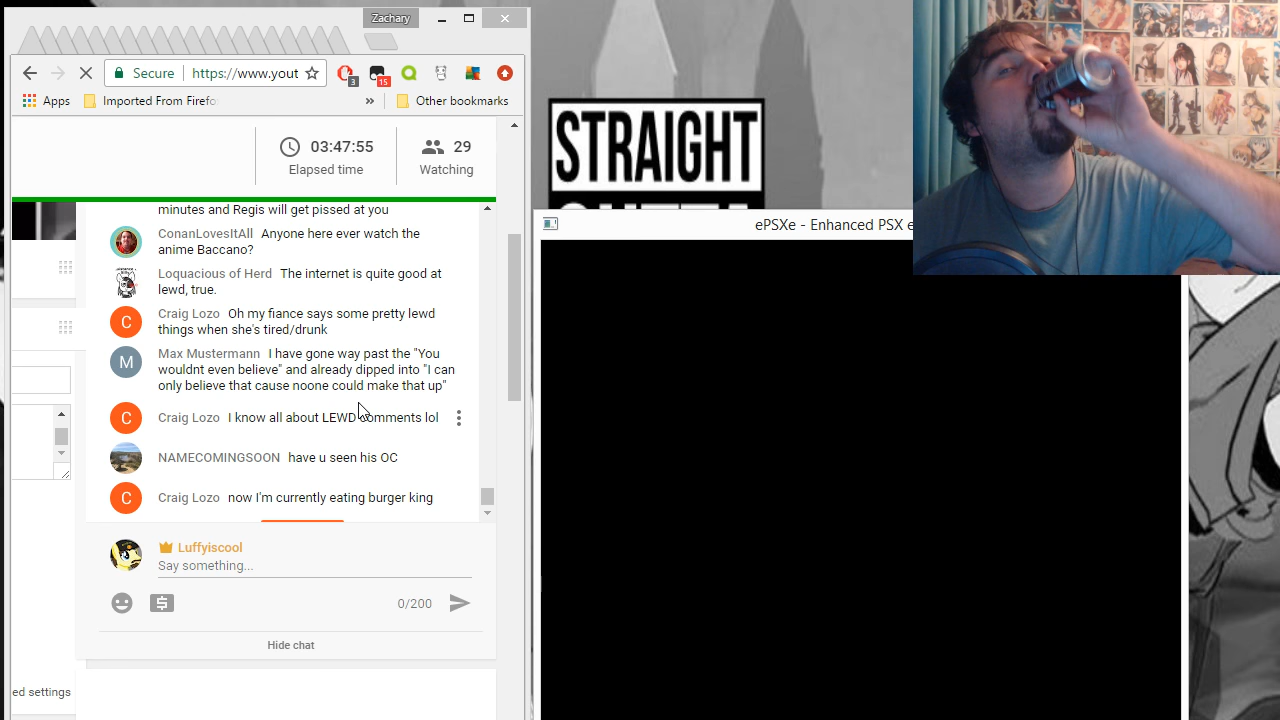 Zachary
Secure https://www.yout
3
15
Apps Imported From Firefo » Other bookmarks
03:47:55
Elapsed time
29
Watching
minutes and Regis will get pissed at you
ConanLovesItAll Anyone here ever watch the
anime Baccano?
Loquacious of Herd The internet is quite good at
lewd, true.
C
Craig Lozo Oh my fiance says some pretty lewd
things when she's tired/drunk
M
Max Mustermann I have gone way past the "You
wouldnt even believe" and already dipped into "I can
only believe that cause noone could make that up"
C
Craig Lozo I know all about LEWD comments lol
NAMECOMINGSOON have u seen his OC
C
Craig Lozo now I'm currently eating burger king
Luffyiscool
Say something...
0/200
Hide chat
ed settings
STRAIGHT
ePSXe - Enhanced PSX e